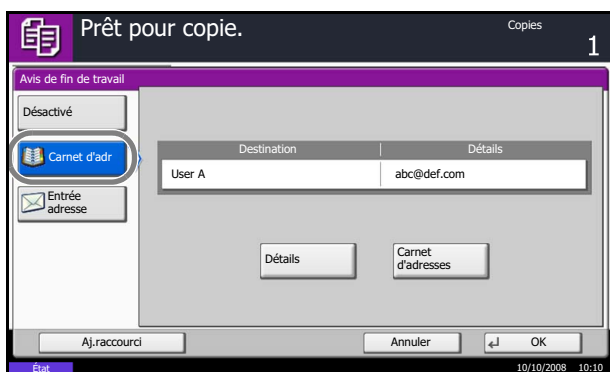 Prêt pour copie.
Copies
1
Avis de fin de travail
Désactivé
Carnet d'adr
Entrée
adresse
Destination
Détails
User A
abc@def.com
Détails
Carnet
d'adresses
Aj.raccourci
Annuler
OK
État
10/10/2008 10:10